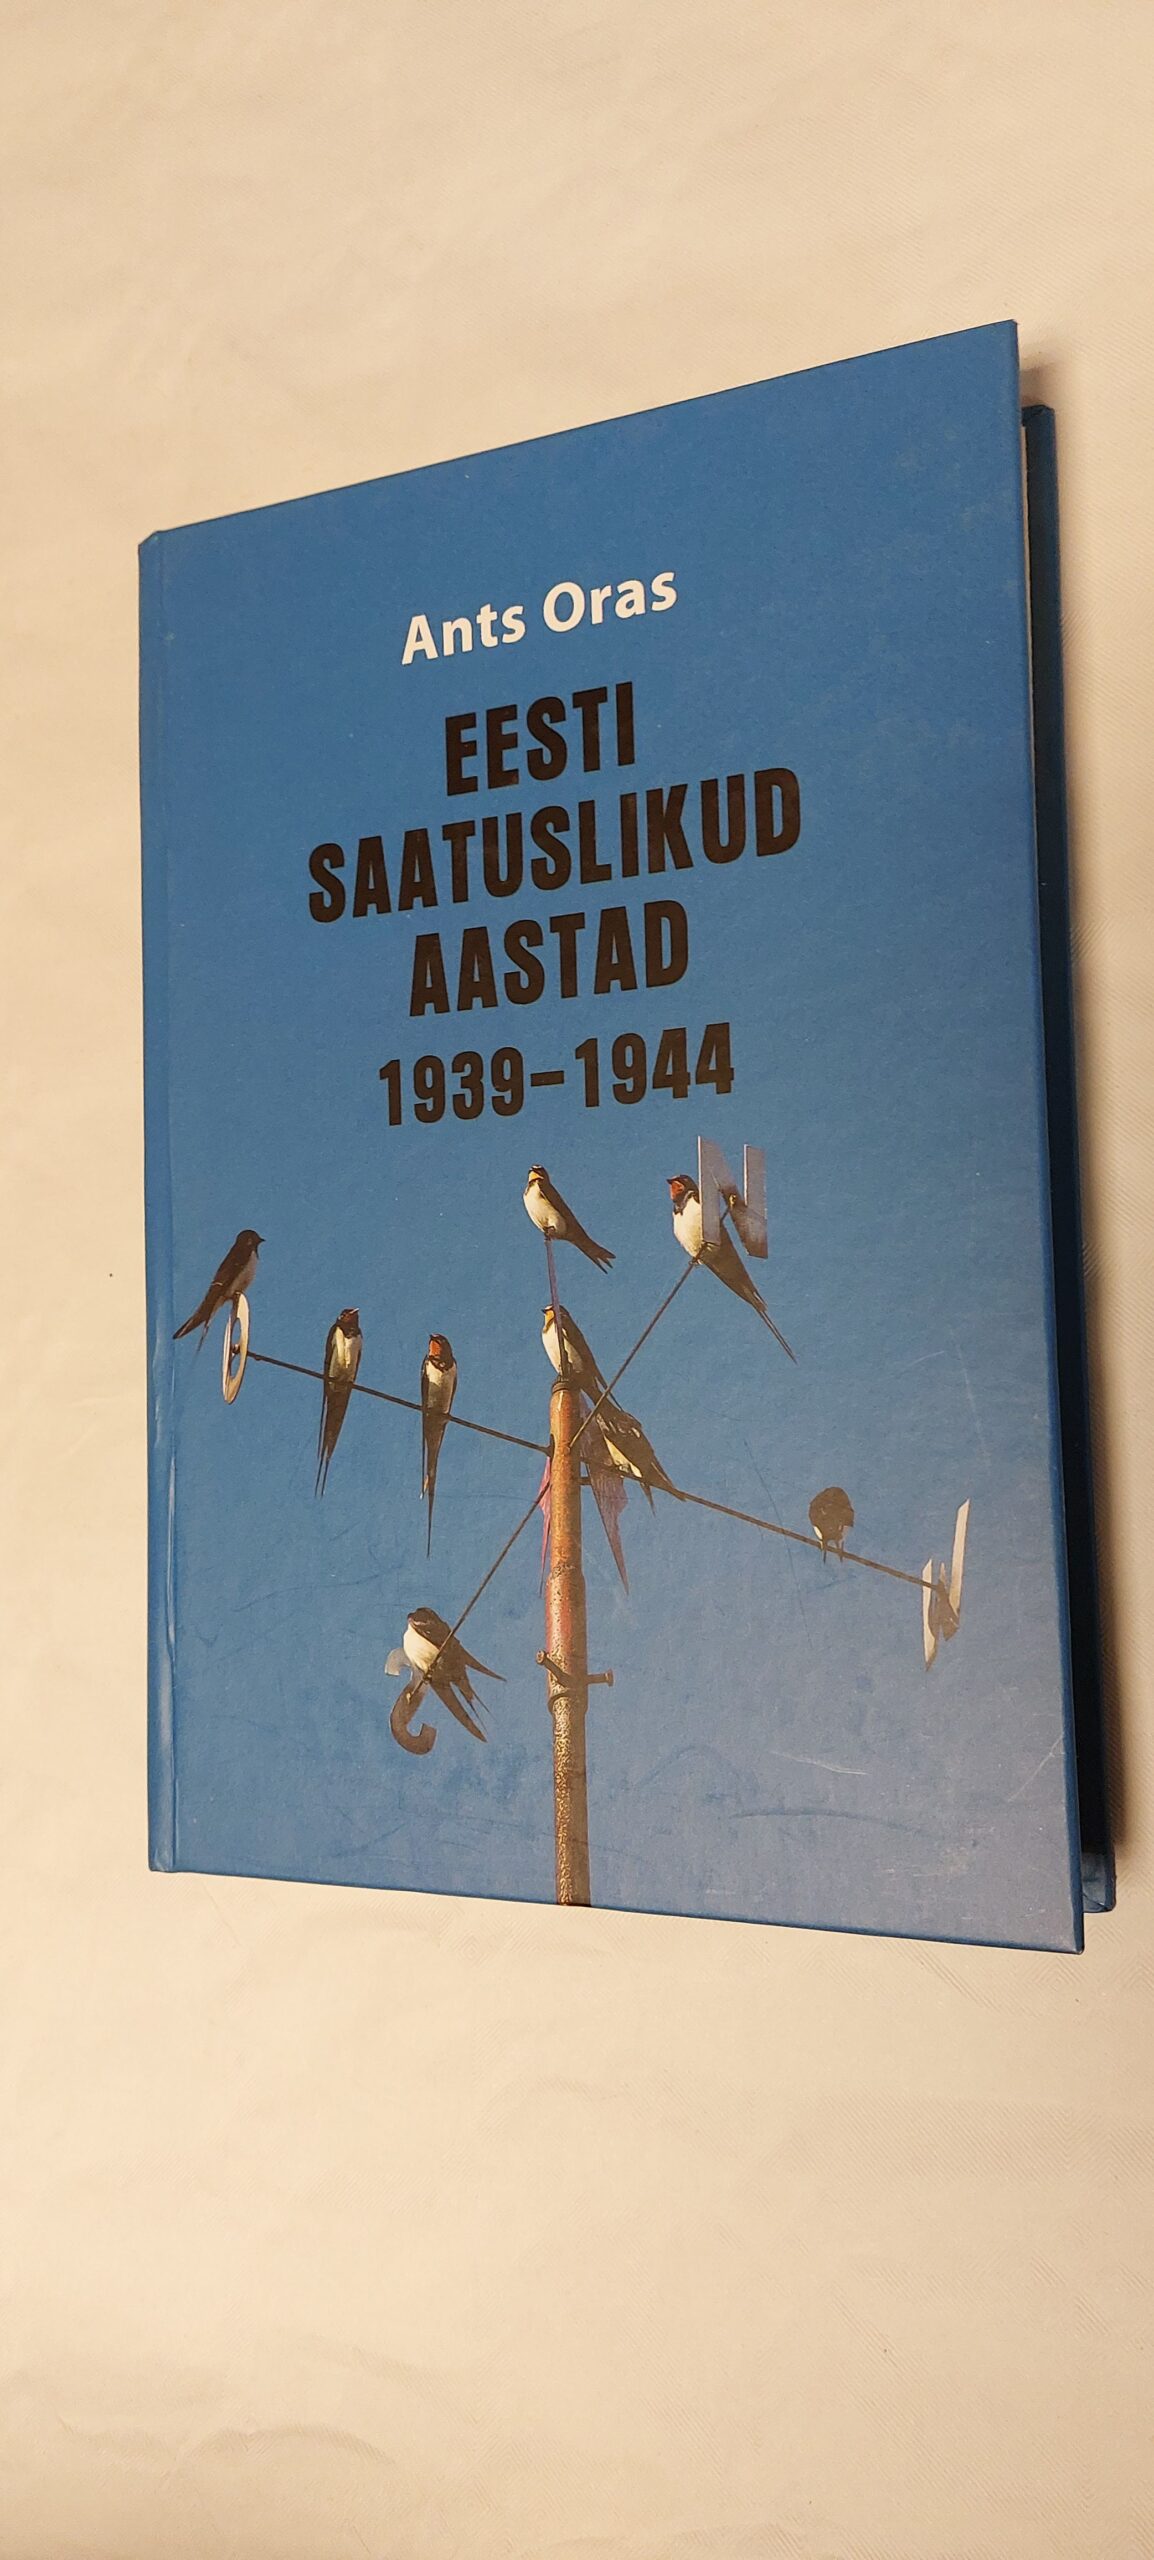 Ants Oras
EESTI
SAATUSLIKUD
AASTAD
1939–1944
N
O
W
S